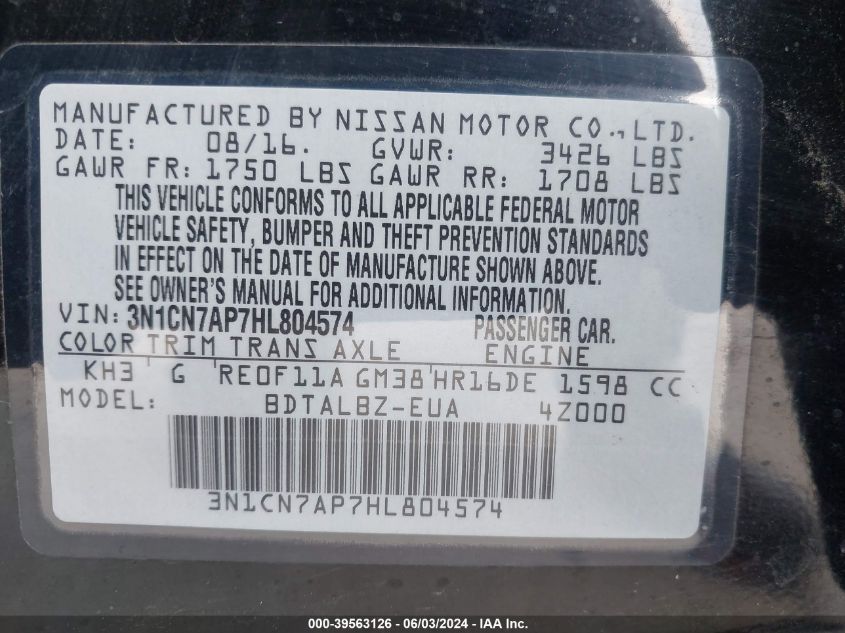 MANUFACTURED BY NISSAN MOTOR CO., LTD.
DATE: 08/16. GVWR: 3426 LBS
GAWR FR: 1750 LBS GAWR RR: 1708 LBS
THIS VEHICLE CONFORMS TO ALL APPLICABLE FEDERAL MOTOR
VEHICLE SAFETY, BUMPER AND THEFT PREVENTION STANDARDS
IN EFFECT ON THE DATE OF MANUFACTURE SHOWN ABOVE.
SEE OWNER'S MANUAL FOR ADDITIONAL INFORMATION.
VIN: 3N1CN7AP7HL804574 PASSENGER CAR.
COLOR TRIM TRANS AXLE ENGINE
KH3 G RE0F11A GM38 HR16DE 1598 CC
MODEL: BDTALBZ-EUA 4Z000
3N1CN7AP7HL804574
000-39563126 - 06/03/2024 - IAA Inc.